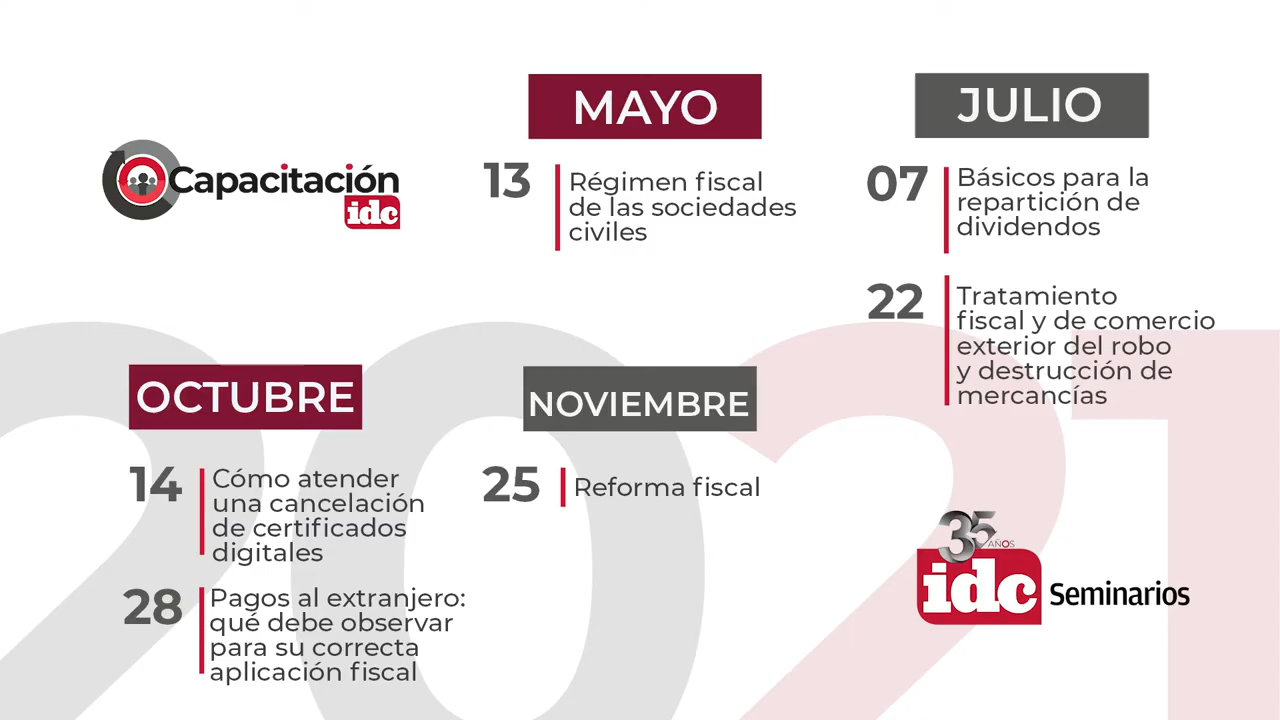 Capacitación
idc
MAYO
13
Régimen fiscal
de las sociedades
civiles
JULIO
07
Básicos para la
repartición de
dividendos
22
Tratamiento
fiscal y de comercio
exterior del robo
y destrucción de
mercancías
OCTUBRE
14
Cómo atender
una cancelación
de certificados
digitales
28
Pagos al extranjero:
qué debe observar
para su correcta
aplicación fiscal
NOVIEMBRE
25
Reforma fiscal
35
AÑOS
idc Seminarios
2021